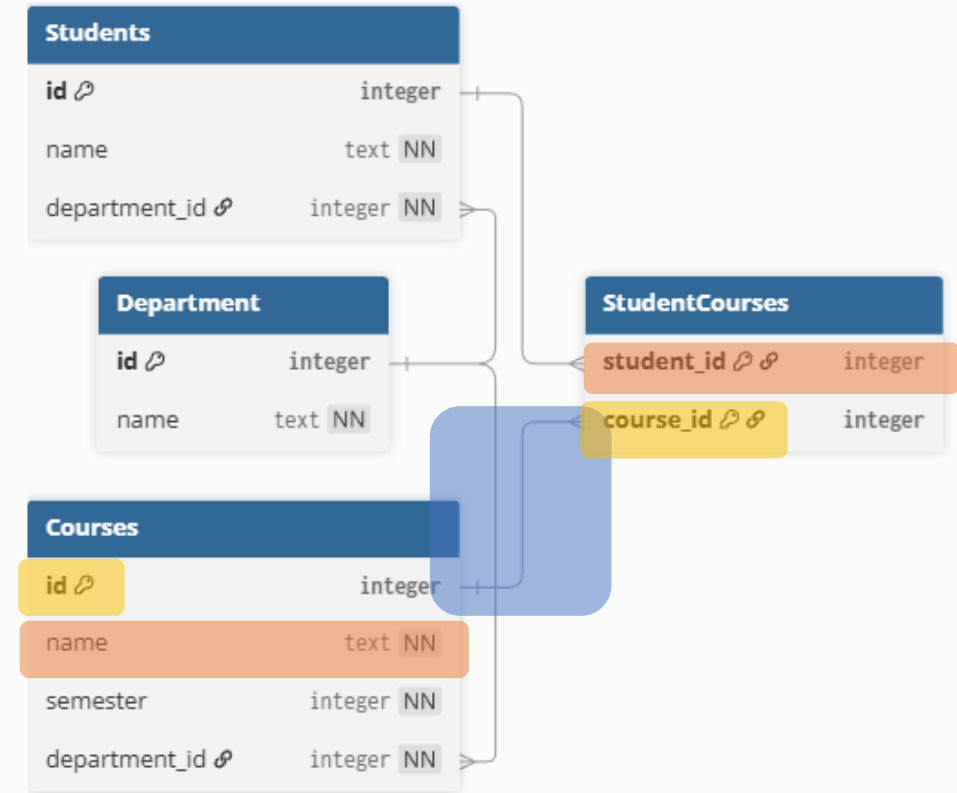 Students
id integer
name text NN
department_id integer NN
Department
id integer
name text NN
StudentCourses
student_id integer
course_id integer
Courses
id integer
name text NN
semester integer NN
department_id integer NN